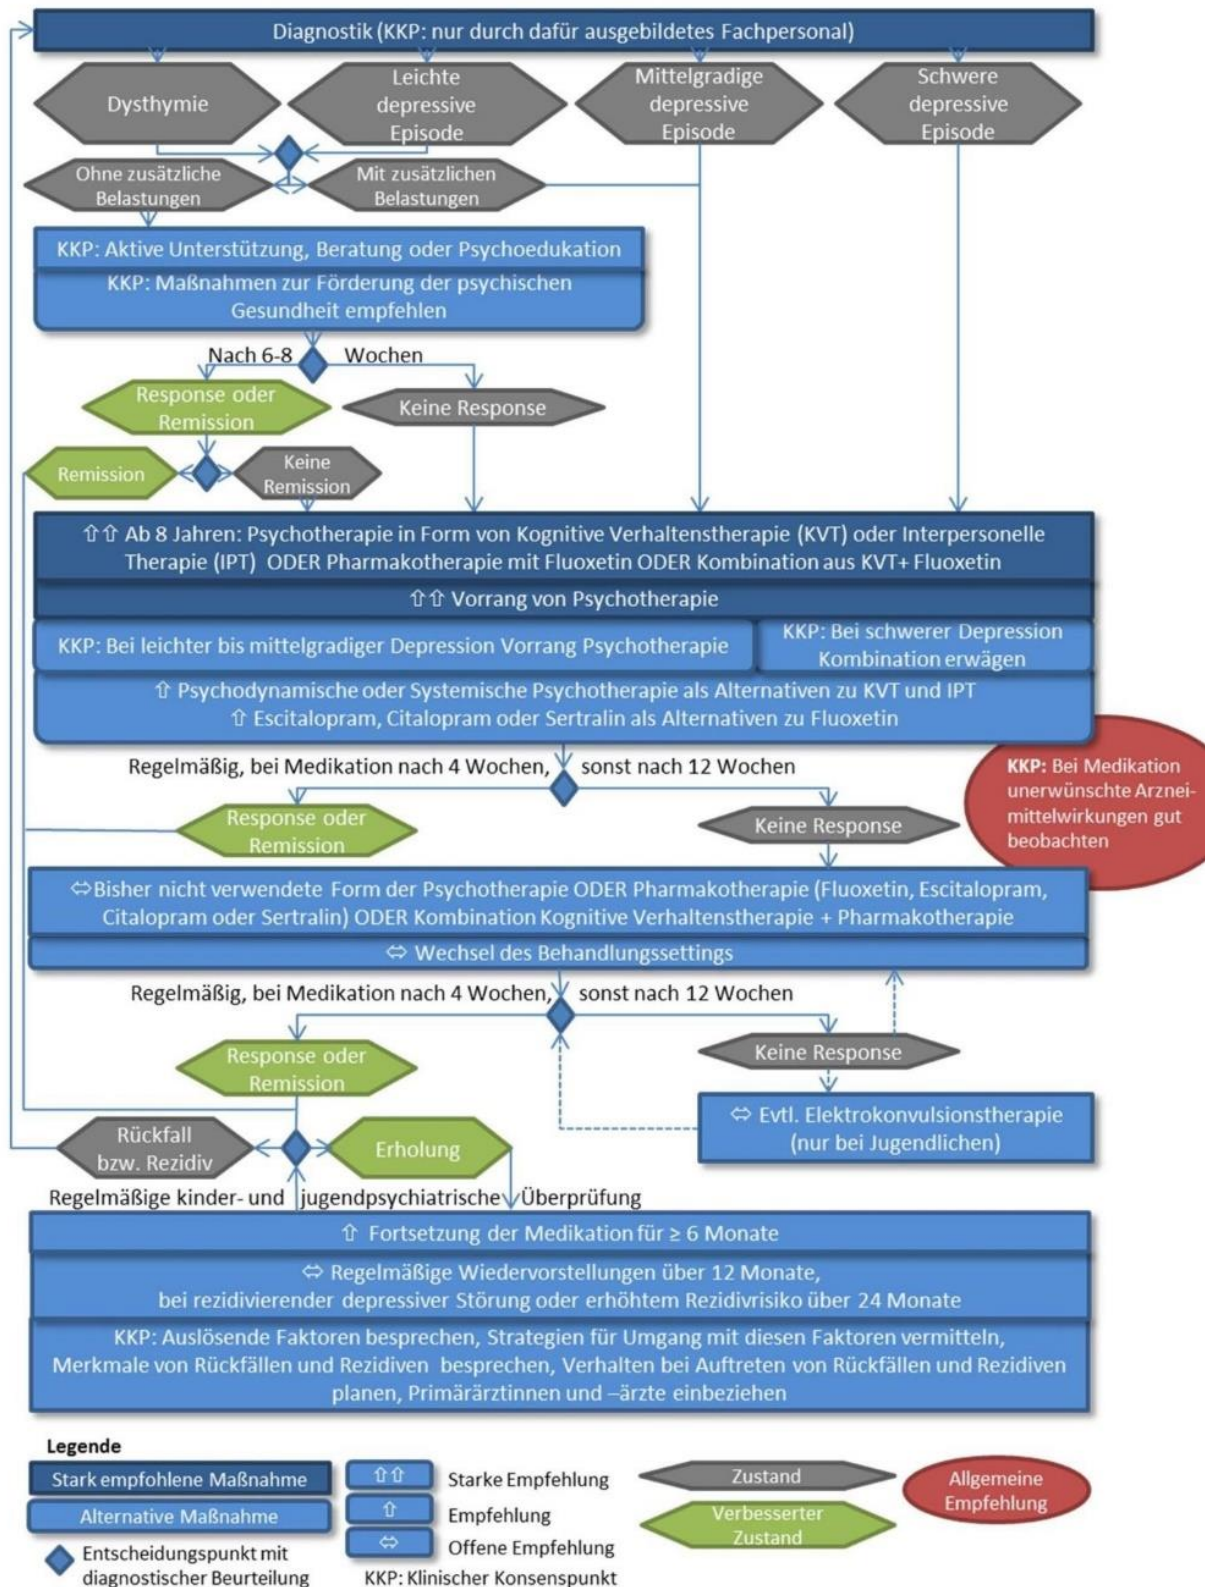 Diagnostik (KKP: nur durch dafür ausgebildetes Fachpersonal)
Dysthymie
Leichte
depressive
Episode
Mittelgradige
depressive
Episode
Schwere
depressive
Episode
Ohne zusätzliche
Belastungen
Mit zusätzlichen
Belastungen
KKP: Aktive Unterstützung, Beratung oder Psychoedukation
KKP: Maßnahmen zur Förderung der psychischen
Gesundheit empfehlen
Nach 6-8 Wochen
Response oder
Remission
Keine Response
Remission
Keine
Remission
⇧⇧ Ab 8 Jahren: Psychotherapie in Form von Kognitive Verhaltenstherapie (KVT) oder Interpersonelle
Therapie (IPT) ODER Pharmakotherapie mit Fluoxetin ODER Kombination aus KVT+ Fluoxetin
⇧⇧ Vorrang von Psychotherapie
KKP: Bei leichter bis mittelgradiger Depression Vorrang Psychotherapie
KKP: Bei schwerer Depression
Kombination erwägen
⇧ Psychodynamische oder Systemische Psychotherapie als Alternativen zu KVT und IPT
⇧ Escitalopram, Citalopram oder Sertralin als Alternativen zu Fluoxetin
KKP: Bei Medikation
unerwünschte Arznei-
mittelwirkungen gut
beobachten
Regelmäßig, bei Medikation nach 4 Wochen, sonst nach 12 Wochen
Response oder
Remission
Keine Response
⇔Bisher nicht verwendete Form der Psychotherapie ODER Pharmakotherapie (Fluoxetin, Escitalopram,
Citalopram oder Sertralin) ODER Kombination Kognitive Verhaltenstherapie + Pharmakotherapie
⇔ Wechsel des Behandlungssettings
Regelmäßig, bei Medikation nach 4 Wochen, sonst nach 12 Wochen
Response oder
Remission
Keine Response
⇔ Evtl. Elektrokonvulsionstherapie
(nur bei Jugendlichen)
Rückfall
bzw. Rezidiv
Erholung
Regelmäßige kinder- und jugendpsychiatrische Überprüfung
⇧ Fortsetzung der Medikation für ≥ 6 Monate
⇔ Regelmäßige Wiedervorstellungen über 12 Monate,
bei rezidivierender depressiver Störung oder erhöhtem Rezidivrisiko über 24 Monate
KKP: Auslösende Faktoren besprechen, Strategien für Umgang mit diesen Faktoren vermitteln,
Merkmale von Rückfällen und Rezidiven besprechen, Verhalten bei Auftreten von Rückfällen und Rezidiven
planen, Primärärztinnen und –ärzte einbeziehen
Legende
Stark empfohlene Maßnahme
Alternative Maßnahme
Entscheidungspunkt mit
diagnostischer Beurteilung
⇧⇧ Starke Empfehlung
⇧ Empfehlung
⇔ Offene Empfehlung
KKP: Klinischer Konsenspunkt
Zustand
Verbesserter
Zustand
Allgemeine
Empfehlung